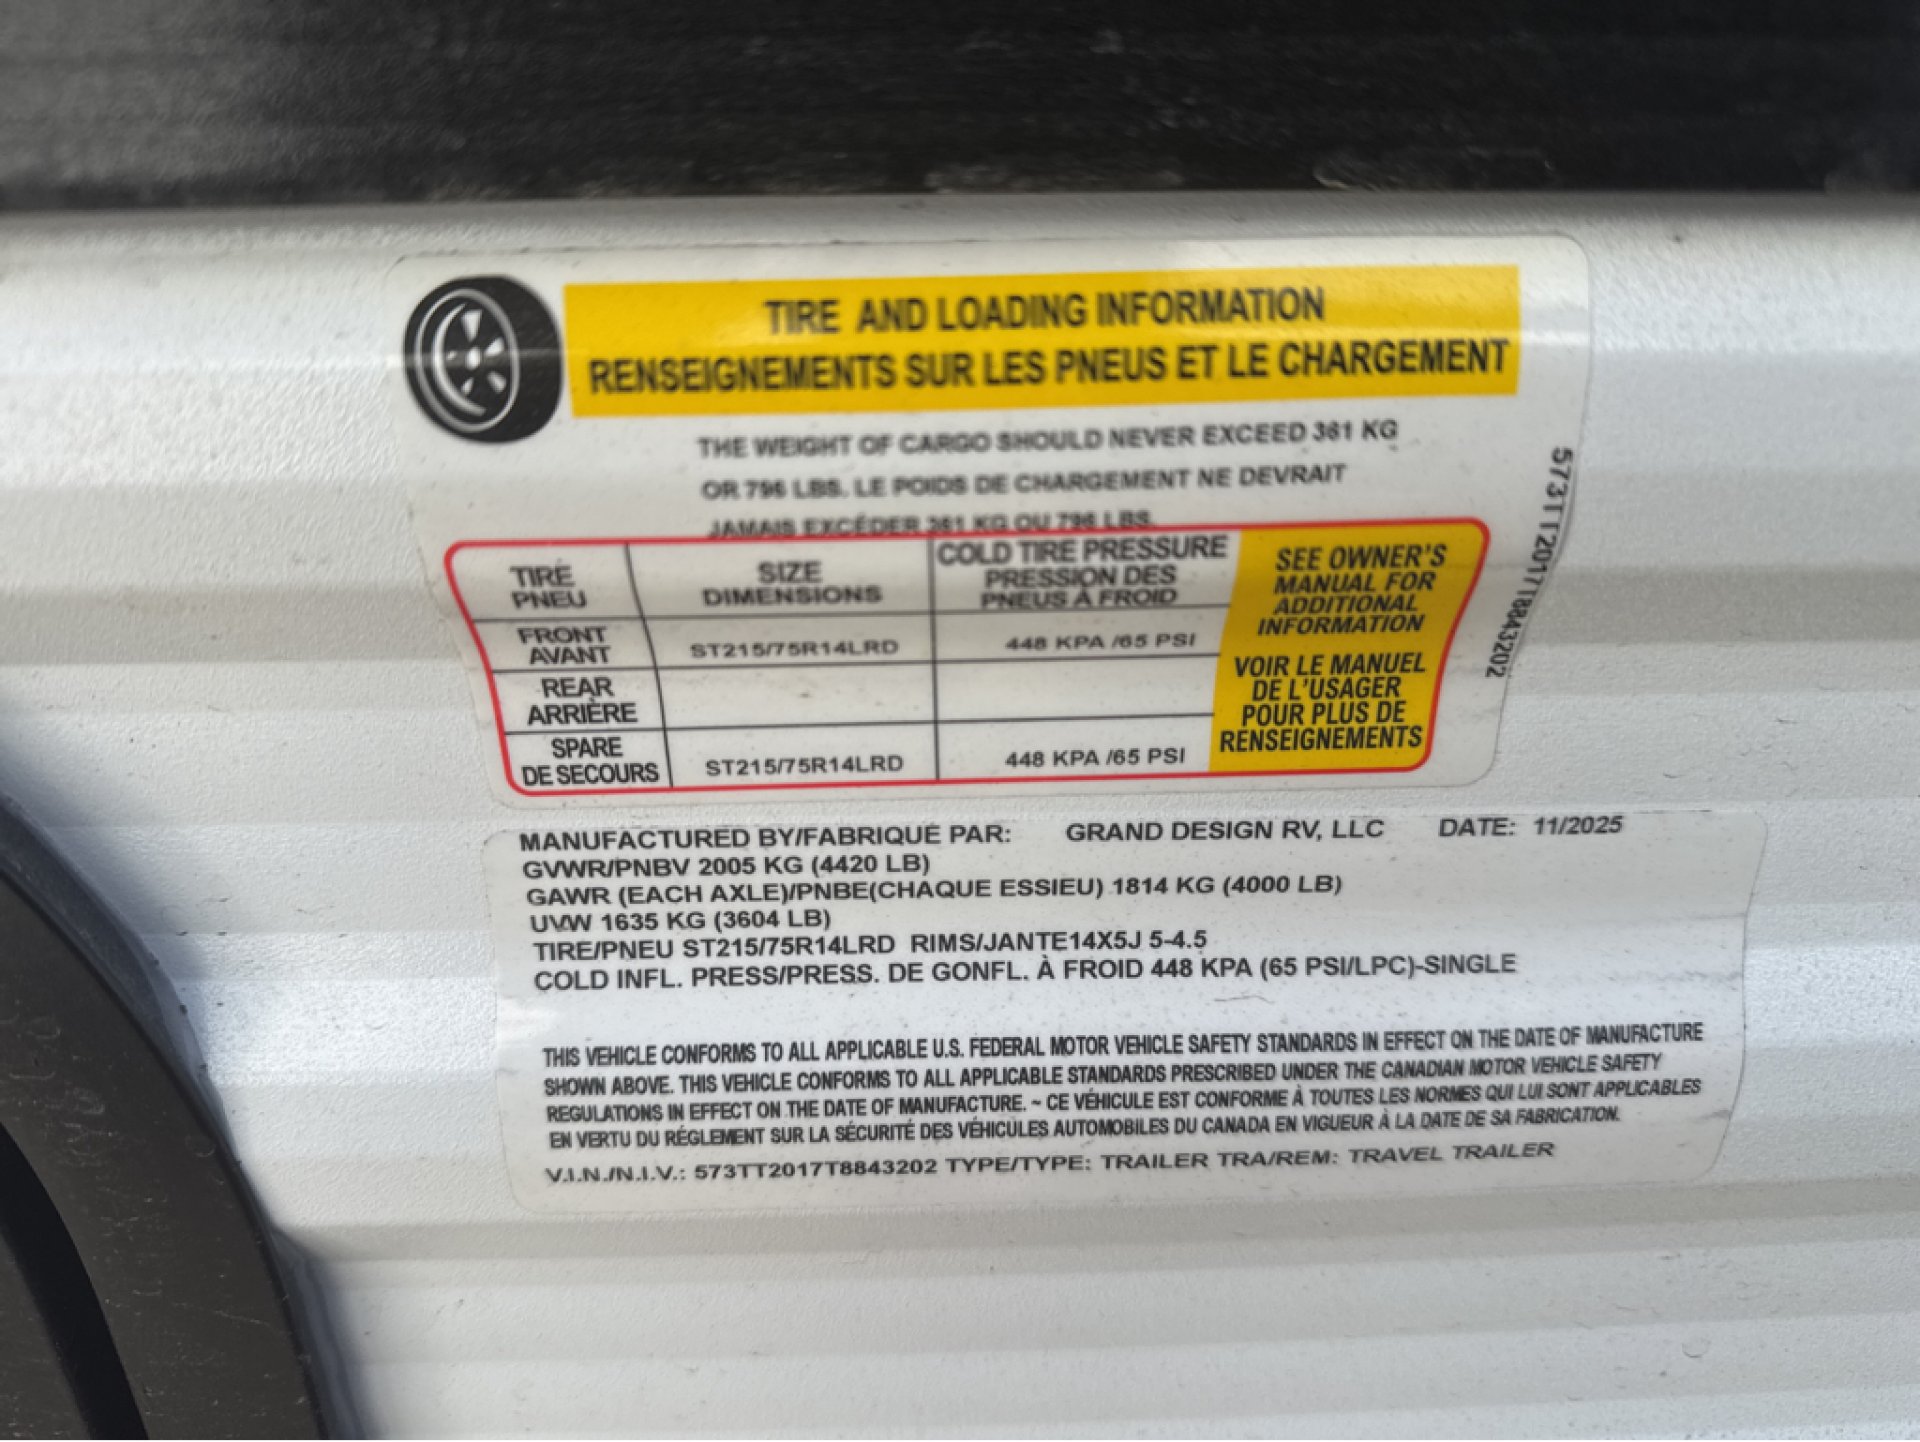 TIRE AND LOADING INFORMATION
RENSEIGNEMENTS SUR LES PNEUS ET LE CHARGEMENT
THE WEIGHT OF CARGO SHOULD NEVER EXCEED 361 KG
OR 796 LBS. LE POIDS DE CHARGEMENT NE DEVRAIT
JAMAIS EXCÉDER 361 KG OU 796 LBS.
TIRE
PNEU
SIZE
DIMENSIONS
COLD TIRE PRESSURE
PRESSION DES
PNEUS À FROID
FRONT
AVANT
ST215/75R14LRD
448 KPA /65 PSI
REAR
ARRIÈRE
SPARE
DE SECOURS
ST215/75R14LRD
448 KPA /65 PSI
SEE OWNER'S
MANUAL FOR
ADDITIONAL
INFORMATION
VOIR LE MANUEL
DE L'USAGER
POUR PLUS DE
RENSEIGNEMENTS
573TT2017T8843202
MANUFACTURED BY/FABRIQUE PAR: GRAND DESIGN RV, LLC DATE: 11/2025
GVWR/PNBV 2005 KG (4420 LB)
GAWR (EACH AXLE)/PNBE(CHAQUE ESSIEU) 1814 KG (4000 LB)
UVW 1635 KG (3604 LB)
TIRE/PNEU ST215/75R14LRD RIMS/JANTE14X5J 5-4.5
COLD INFL. PRESS/PRESS. DE GONFL. À FROID 448 KPA (65 PSI/LPC)-SINGLE
THIS VEHICLE CONFORMS TO ALL APPLICABLE U.S. FEDERAL MOTOR VEHICLE SAFETY STANDARDS IN EFFECT ON THE DATE OF MANUFACTURE
SHOWN ABOVE. THIS VEHICLE CONFORMS TO ALL APPLICABLE STANDARDS PRESCRIBED UNDER THE CANADIAN MOTOR VEHICLE SAFETY
REGULATIONS IN EFFECT ON THE DATE OF MANUFACTURE. ~ CE VÉHICULE EST CONFORME À TOUTES LES NORMES QUI LUI SONT APPLICABLES
EN VERTU DU RÉGLEMENT SUR LA SÉCURITÉ DES VÉHICULES AUTOMOBILES DU CANADA EN VIGUEUR À LA DATE DE SA FABRICATION.
V.I.N./N.I.V.: 573TT2017T8843202 TYPE/TYPE: TRAILER TRA/REM: TRAVEL TRAILER